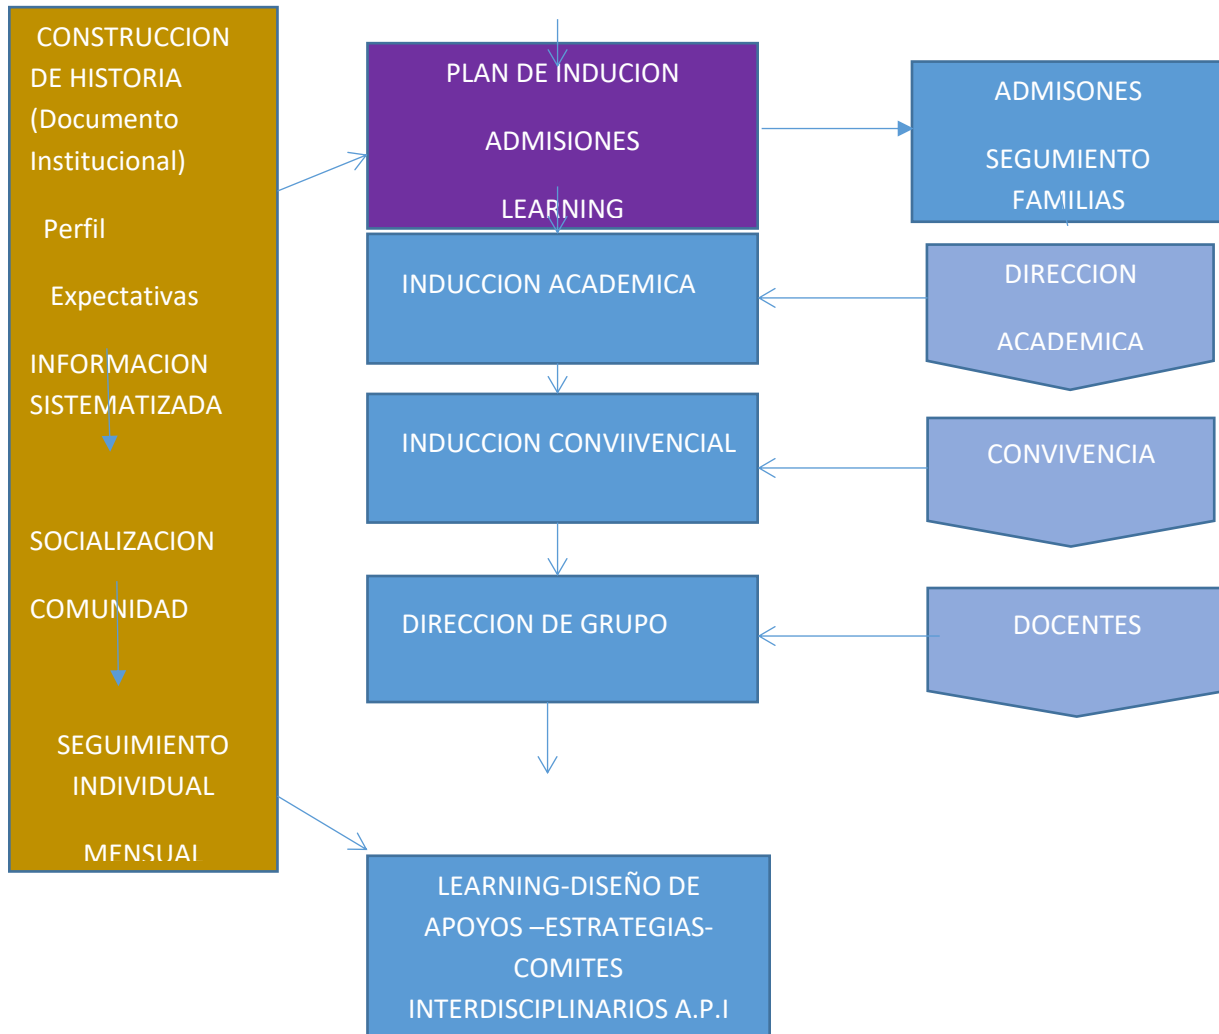 CONSTRUCCION
DE HISTORIA
(Documento
Institucional)
Perfil
Expectativas
INFORMACION
SISTEMATIZADA
SOCIALIZACION
COMUNIDAD
SEGUIMIENTO
INDIVIDUAL
MENSUAL
PLAN DE INDUCION
ADMISIONES
LEARNING
INDUCCION ACADEMICA
INDUCCION CONVIIVENCIAL
DIRECCION DE GRUPO
LEARNING-DISEÑO DE
APOYOS –ESTRATEGIAS-
COMITES
INTERDISCIPLINARIOS A.P.I
ADMISONES
SEGUMIENTO
FAMILIAS
DIRECCION
ACADEMICA
CONVIVENCIA
DOCENTES